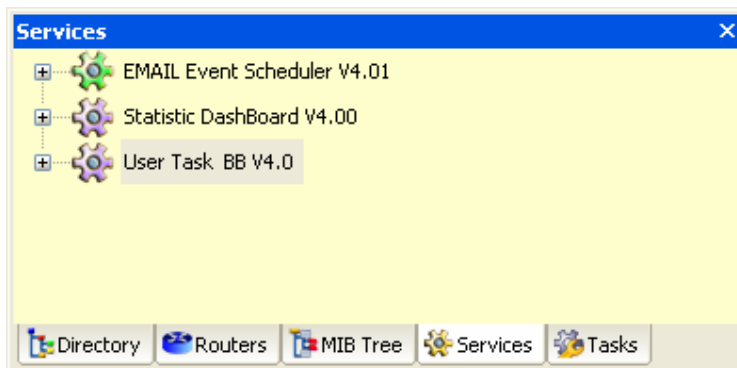 Services
EMAIL Event Scheduler V4.01
Statistic DashBoard V4.00
User Task BB V4.0
Directory Routers MIB Tree Services Tasks